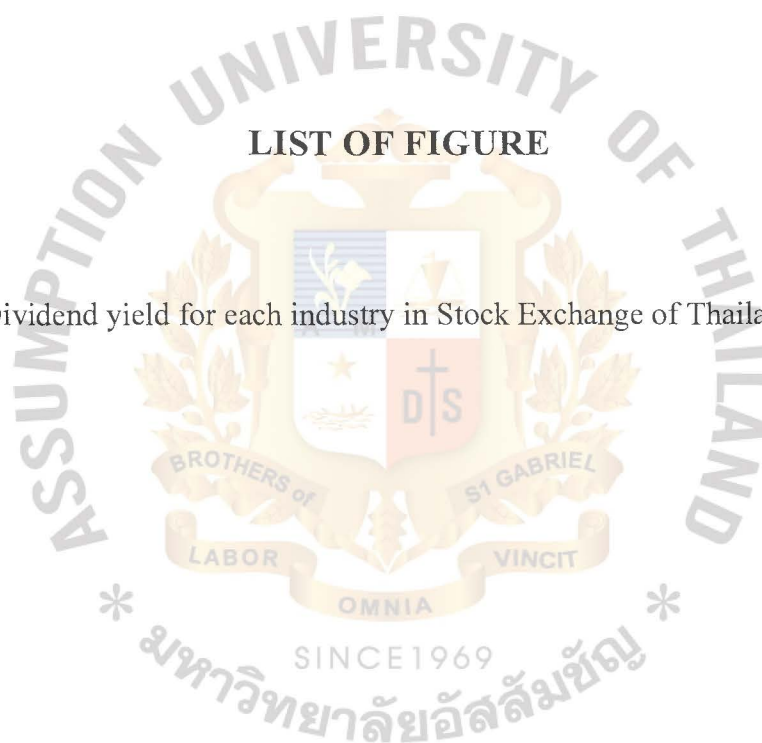 ASSUMPTION UNIVERSITY OF THAILAND
LIST OF FIGURE
Dividend yield for each industry in Stock Exchange of
A M
D S
BROTHERS of ST GABRIEL
LABOR VINCIT
OMNIA
SINCE1969
มหาวิทยาลัยอัสสัมชัญ